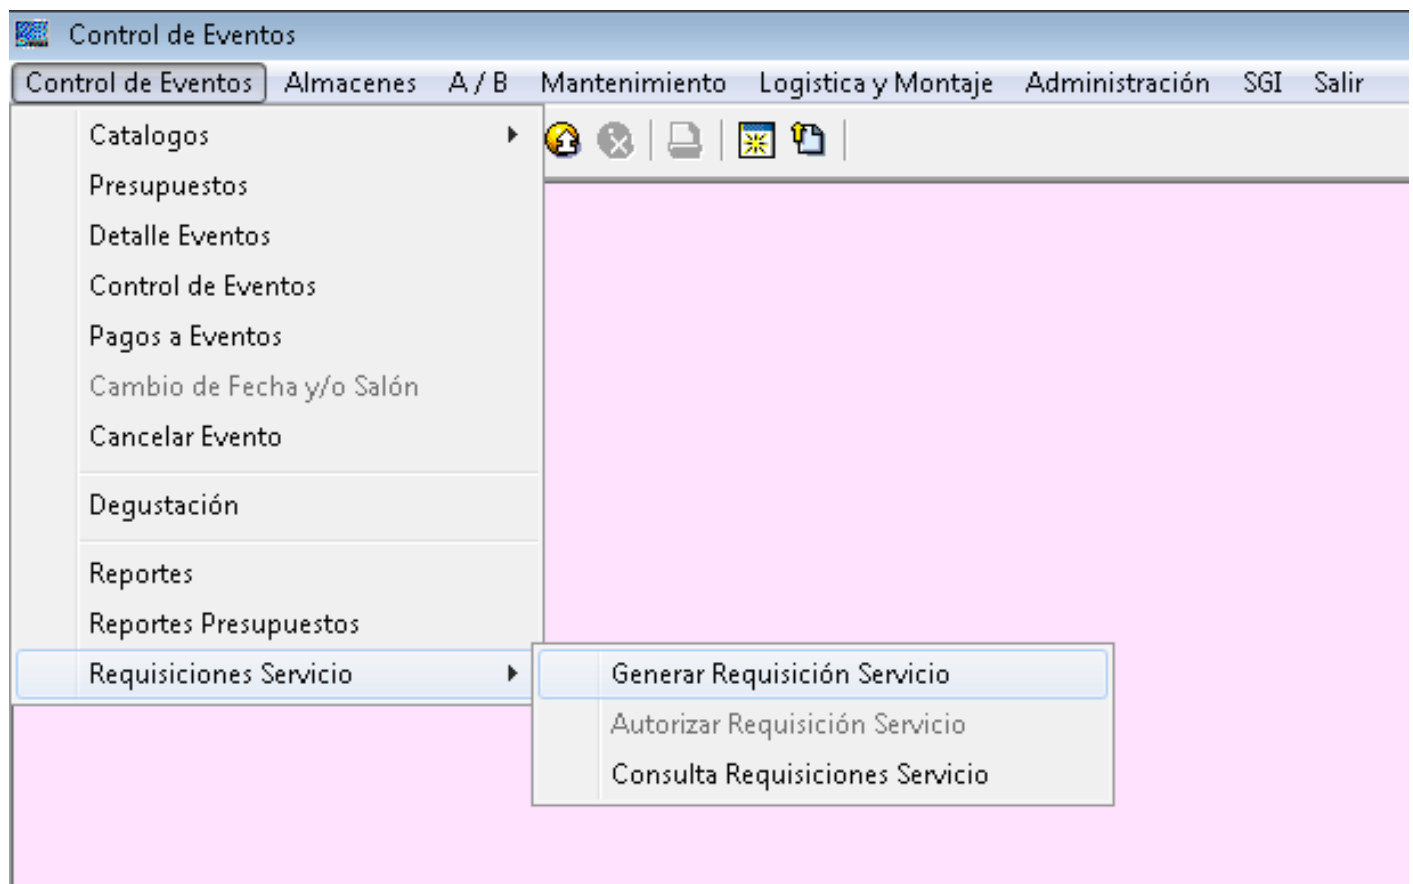 Control de Eventos
Control de Eventos Almacenes A / B Mantenimiento Logistica y Montaje Administración SGI Salir
Catalogos
Presupuestos
Detalle Eventos
Control de Eventos
Pagos a Eventos
Cambio de Fecha y/o Salón
Cancelar Evento
Degustación
Reportes
Reportes Presupuestos
Requisiciones Servicio
Generar Requisición Servicio
Autorizar Requisición Servicio
Consulta Requisiciones Servicio